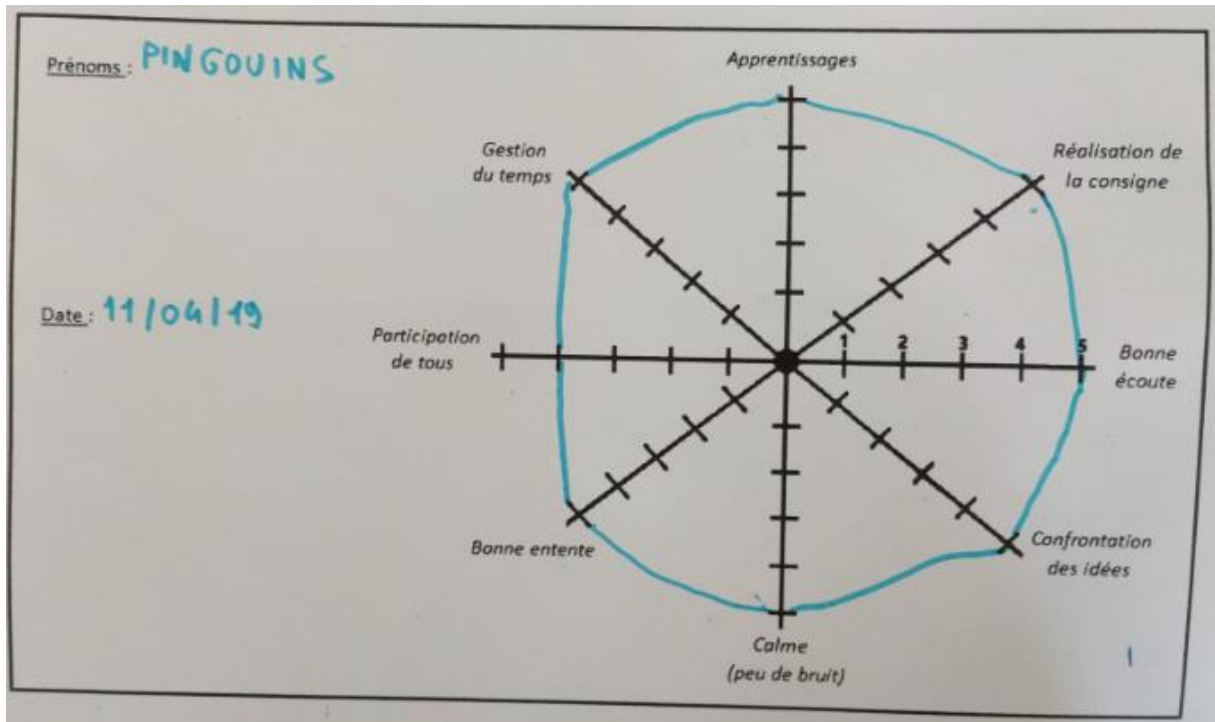 Prénoms : PINGOUINS
Apprentissages
Gestion
du temps
Réalisation de
la consigne
Date : 11/04/19
Participation
de tous
1 2 3 4 5
Bonne
écoute
Bonne entente
Confrontation
des idées
Calme
(peu de bruit)